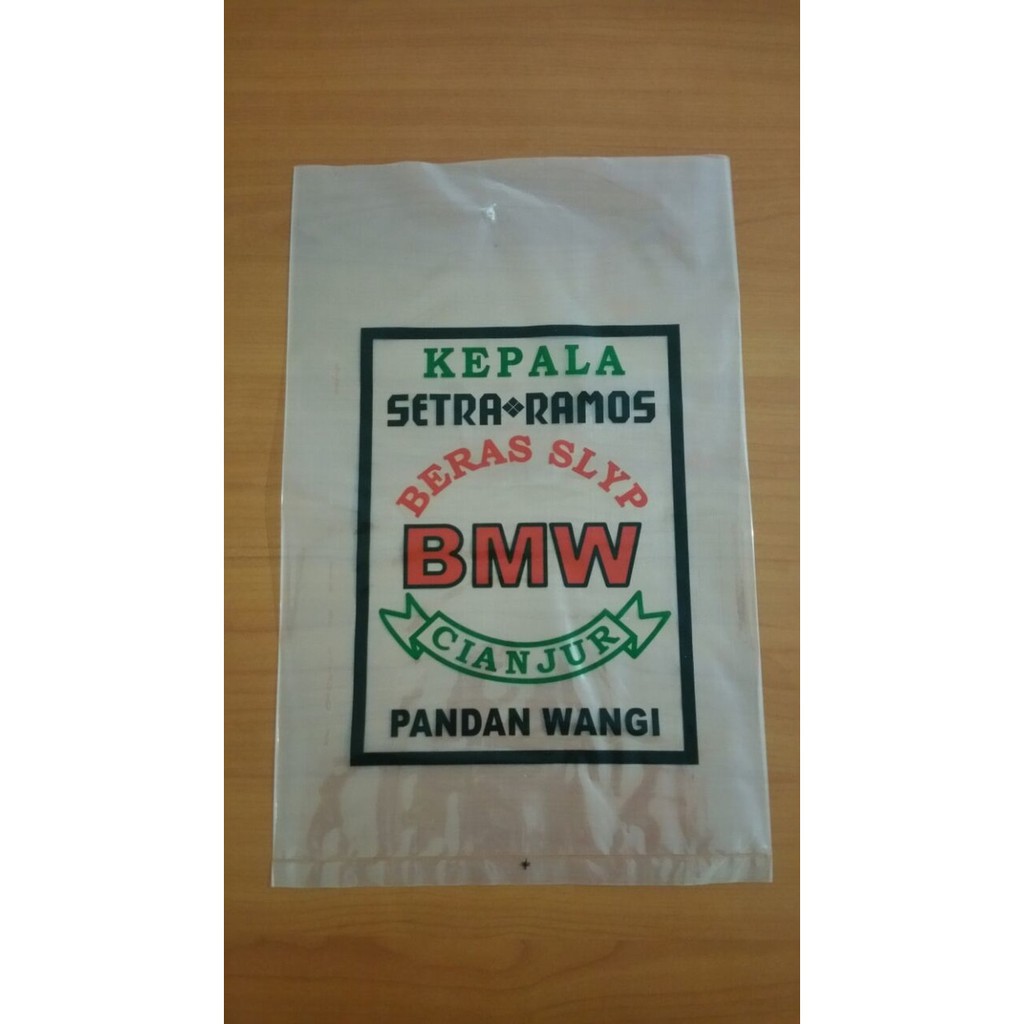 KEPALA
SETRA RAMOS
BERAS SLYP
BMW
CIANJUR
PANDAN WANGI